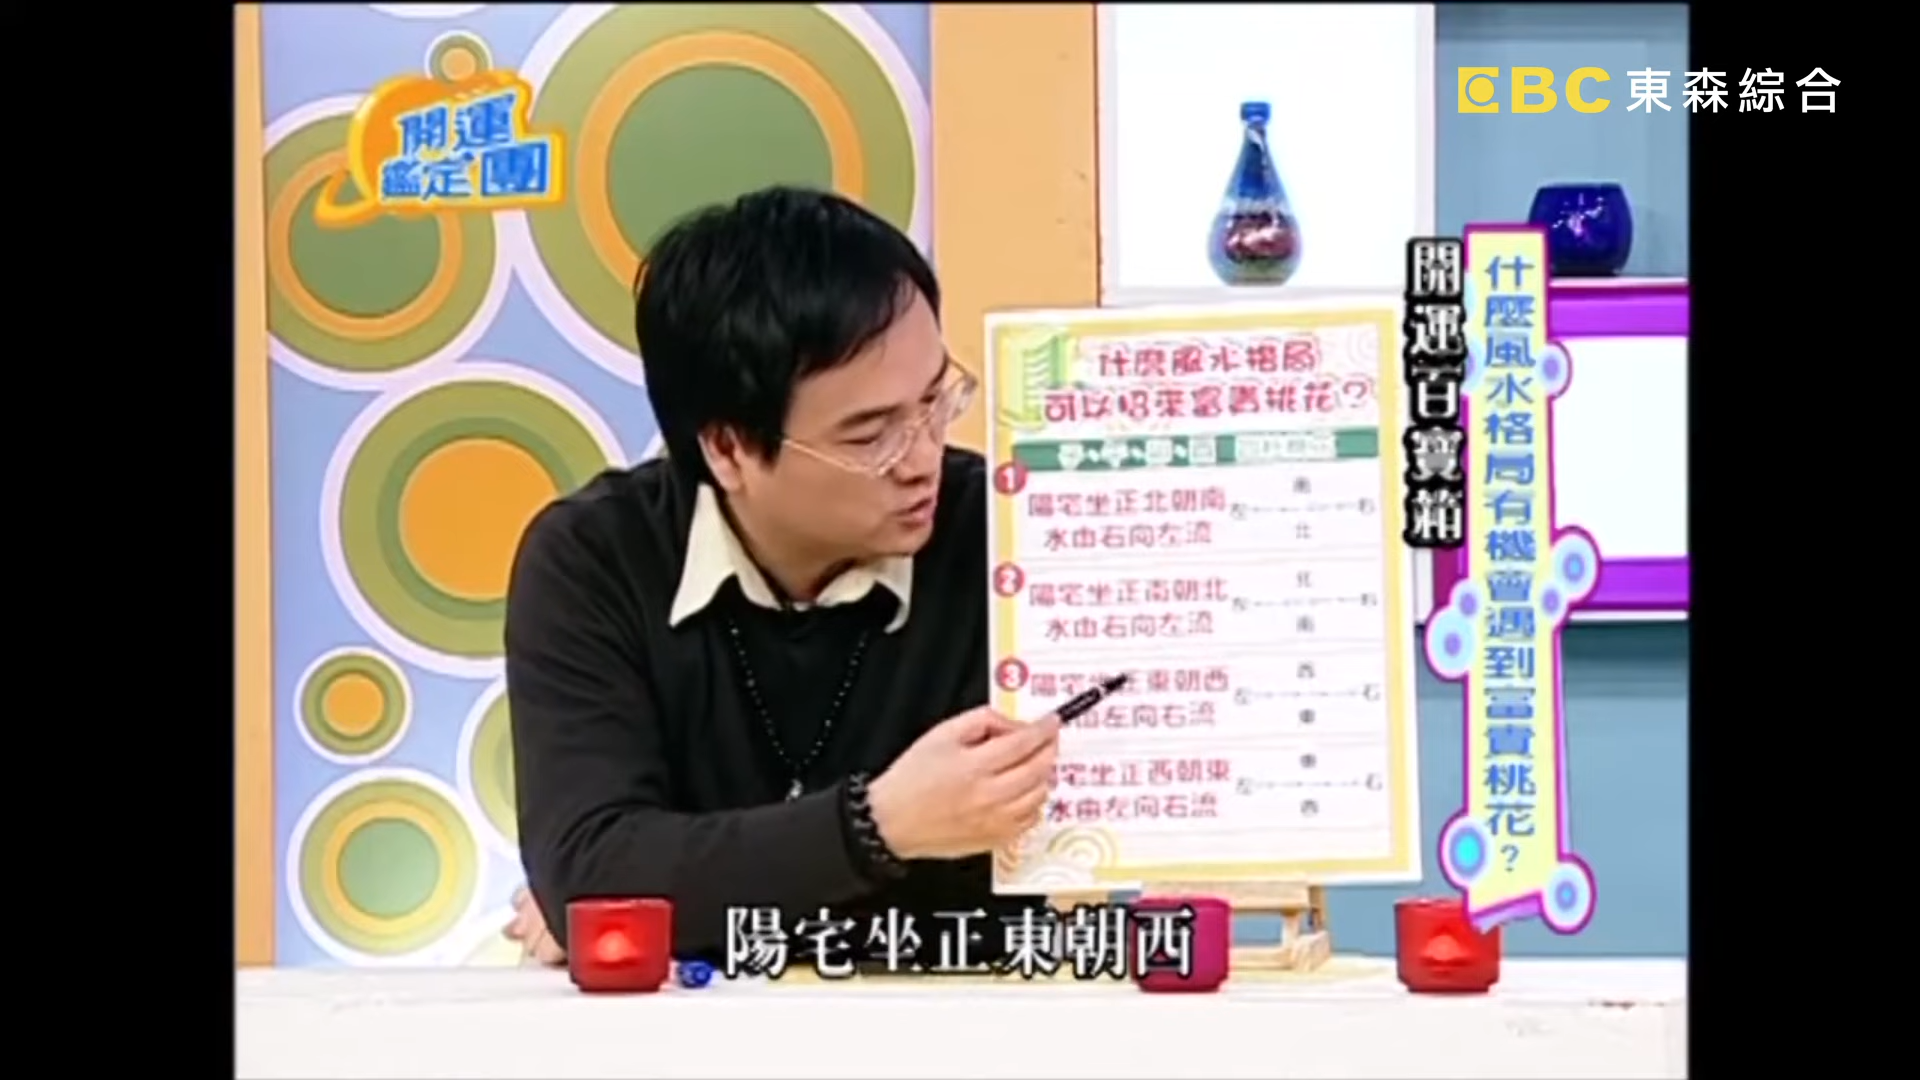 開運
鑑定團
EBC東森綜合
開運百寶箱
什麼風水格局有機會遇到富貴桃花？
什麼風水格局
可以招來富貴桃花？
1
陽宅坐正北朝南
水由右向左流
南
左
右
北
2
陽宅坐正南朝北
水由右向左流
北
左
右
南
3
陽宅坐正東朝西
由左向右流
西
左
右
東
宅坐正西朝東
水由左向右流
東
左
右
西
陽宅坐正東朝西